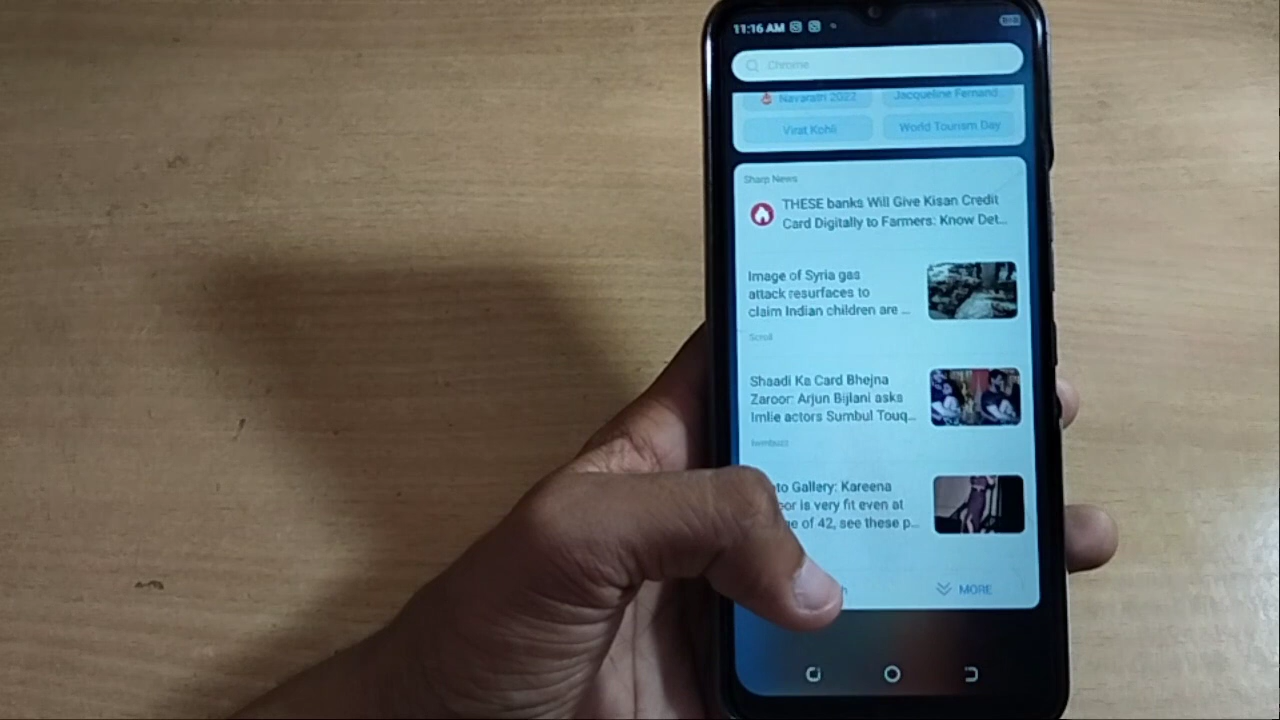 11:16 AM
Chrome
Navaratri 2022
Jacqueline Fernand
Virat Kohli
World Tourism Day
Sharp News
THESE banks Will Give Kisan Credit
Card Digitally to Farmers: Know Det...
Image of Syria gas
attack resurfaces to
claim Indian children are ...
Scroll
Shaadi Ka Card Bhejna
Zaroor: Arjun Bijlani asks
Imlie actors Sumbul Touq...
Iwmbuzz
to Gallery: Kareena
oor is very fit even at
e of 42, see these p...
h
MORE